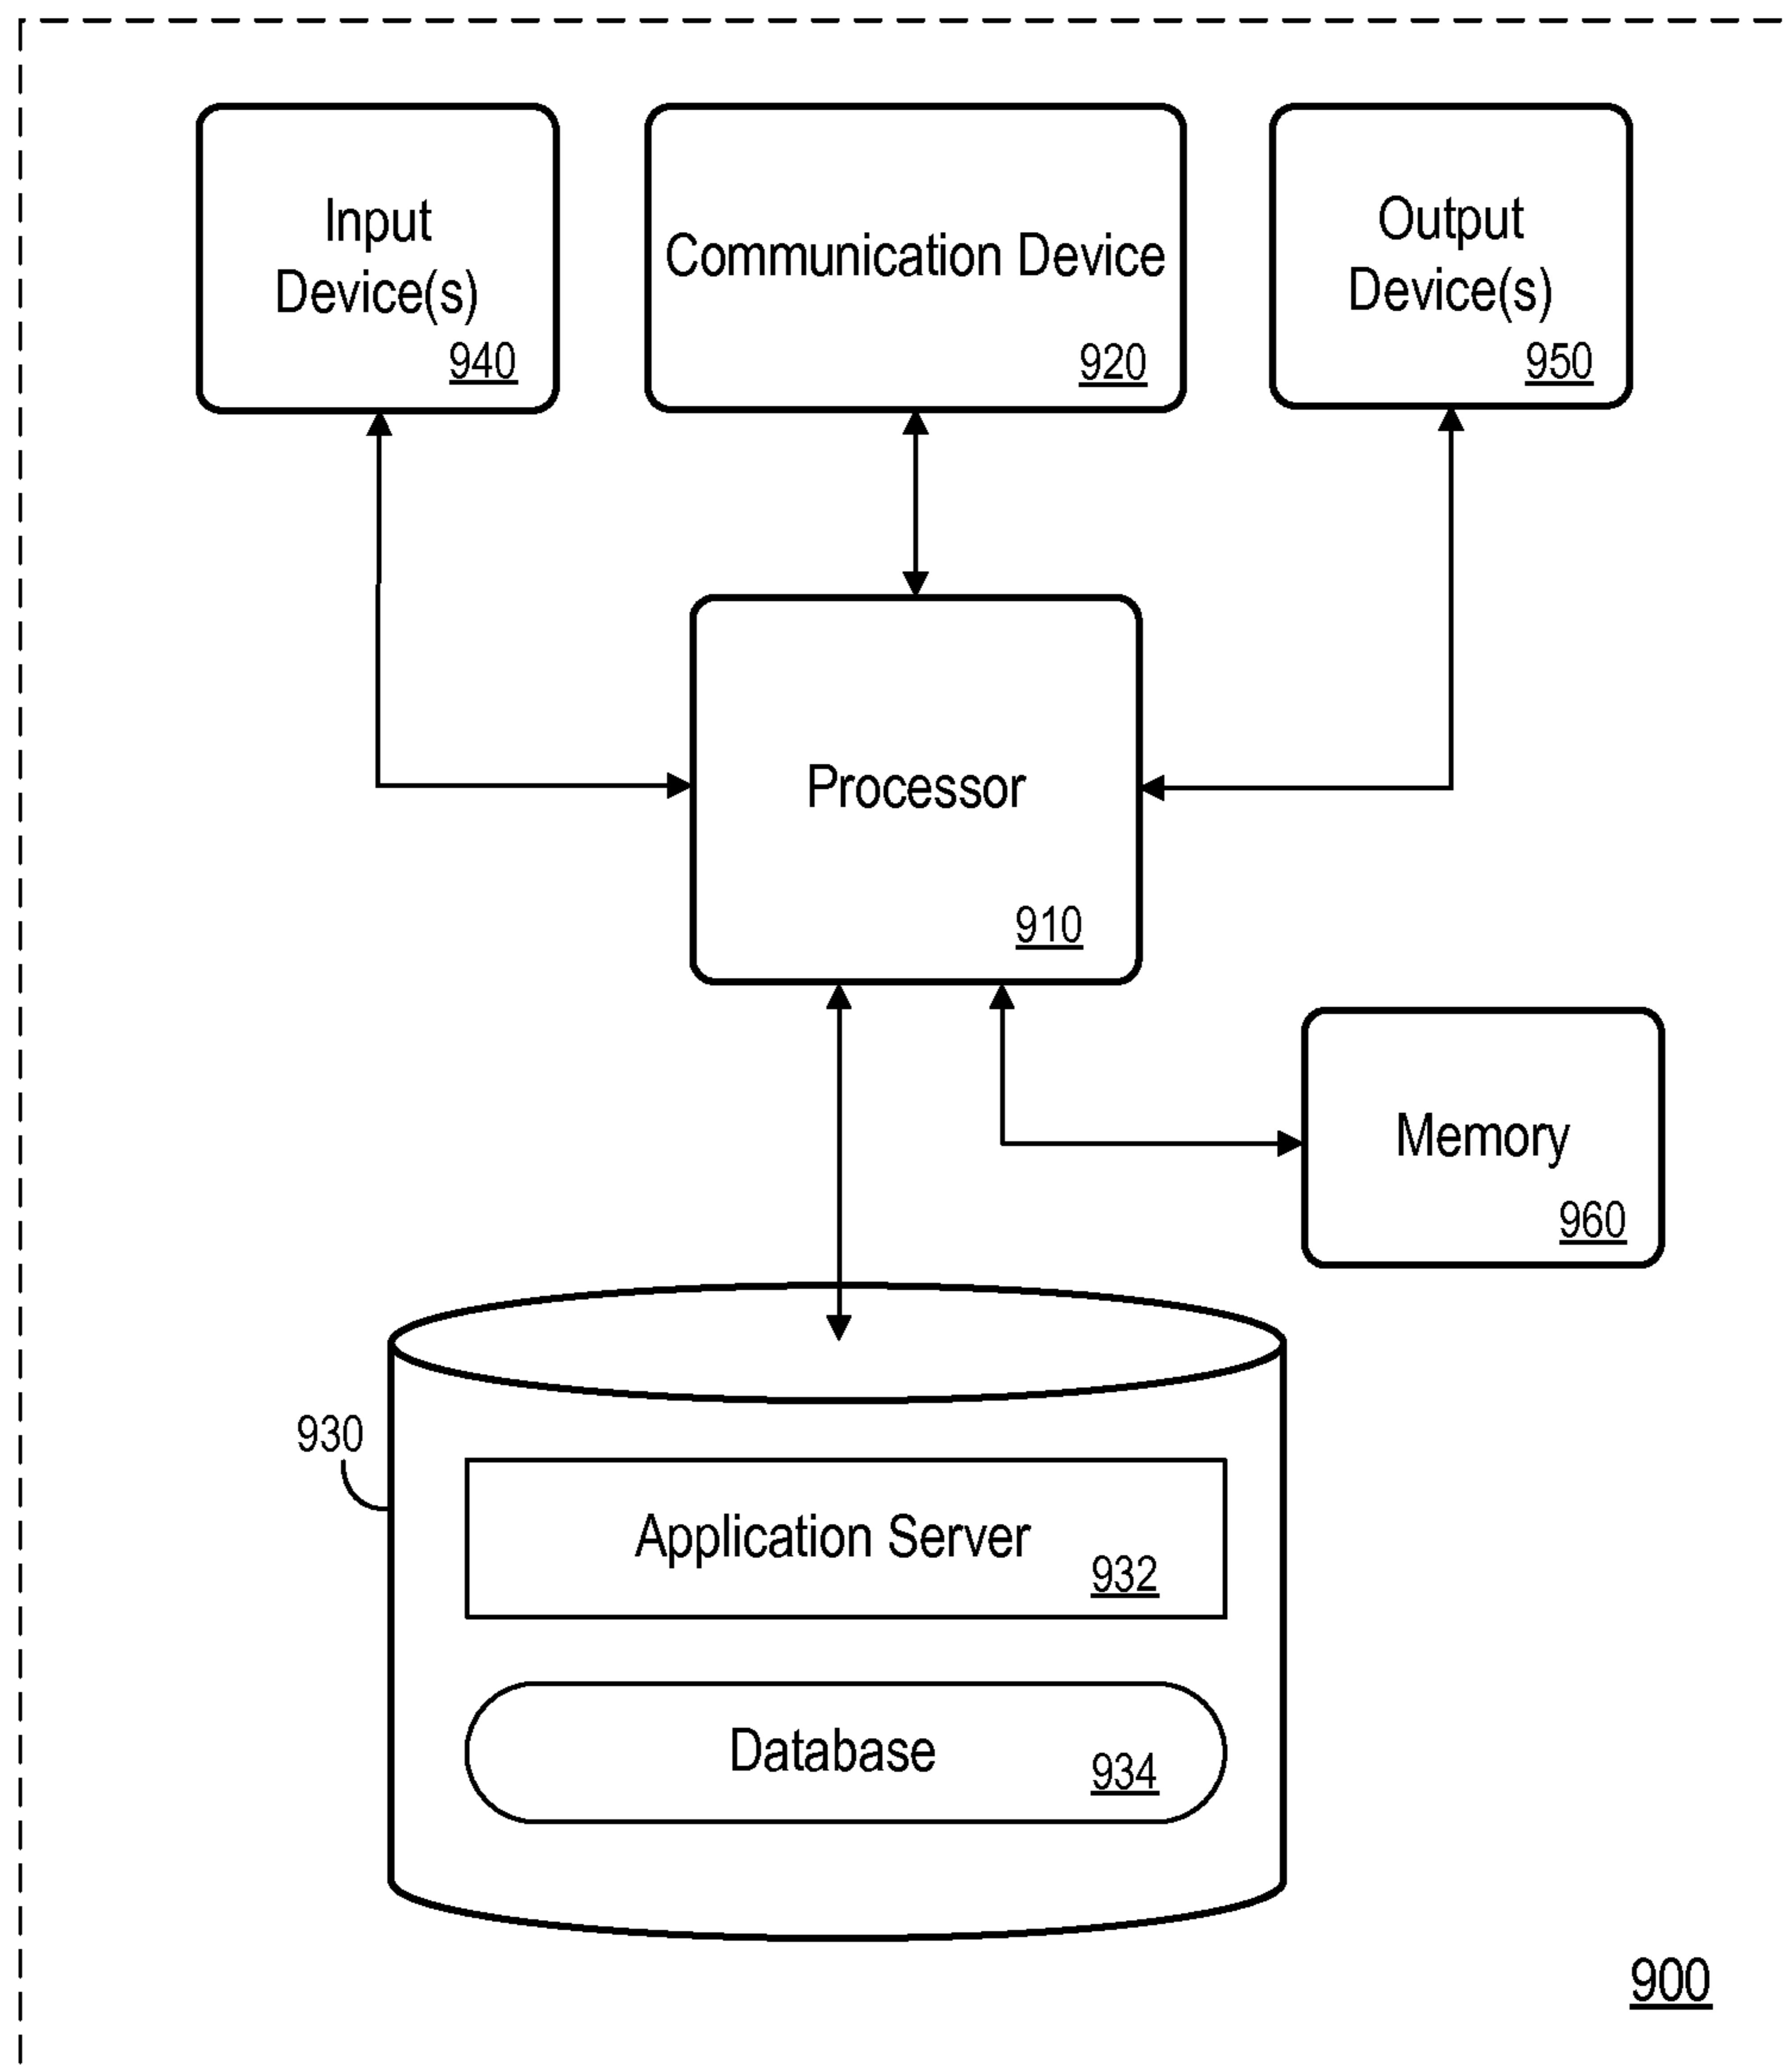 Input
Device(s)
940
Communication Device
920
Output
Device(s)
950
Processor
910
Memory
960
930
Application Server
932
Database
934
900